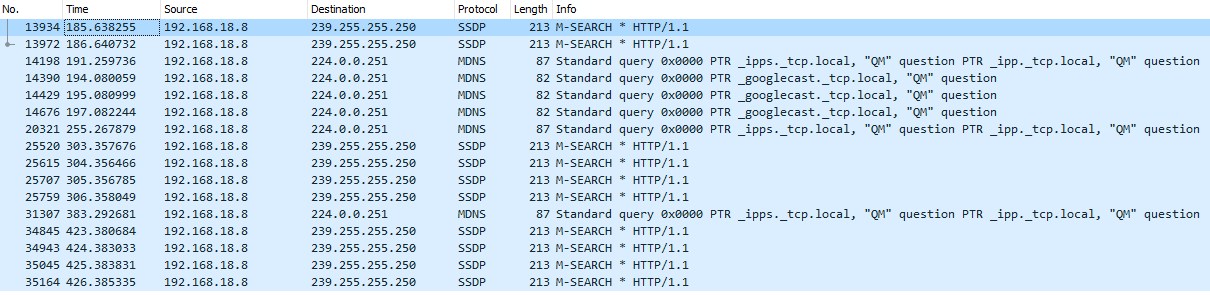 No. Time Source Destination Protocol Length Info
13934 185.638255 192.168.18.8 239.255.255.250 SSDP 213 M-SEARCH * HTTP/1.1
13972 186.640732 192.168.18.8 239.255.255.250 SSDP 213 M-SEARCH * HTTP/1.1
14198 191.259736 192.168.18.8 224.0.0.251 MDNS 87 Standard query 0x0000 PTR _ipps._tcp.local, "QM" question PTR _ipp._tcp.local, "QM" question
14390 194.080059 192.168.18.8 224.0.0.251 MDNS 82 Standard query 0x0000 PTR _googlecast._tcp.local, "QM" question
14429 195.080999 192.168.18.8 224.0.0.251 MDNS 82 Standard query 0x0000 PTR _googlecast._tcp.local, "QM" question
14676 197.082244 192.168.18.8 224.0.0.251 MDNS 82 Standard query 0x0000 PTR _googlecast._tcp.local, "QM" question
20321 255.267879 192.168.18.8 224.0.0.251 MDNS 87 Standard query 0x0000 PTR _ipps._tcp.local, "QM" question PTR _ipp._tcp.local, "QM" question
25520 303.357676 192.168.18.8 239.255.255.250 SSDP 213 M-SEARCH * HTTP/1.1
25615 304.356466 192.168.18.8 239.255.255.250 SSDP 213 M-SEARCH * HTTP/1.1
25707 305.356785 192.168.18.8 239.255.255.250 SSDP 213 M-SEARCH * HTTP/1.1
25759 306.358049 192.168.18.8 239.255.255.250 SSDP 213 M-SEARCH * HTTP/1.1
31307 383.292681 192.168.18.8 224.0.0.251 MDNS 87 Standard query 0x0000 PTR _ipps._tcp.local, "QM" question PTR _ipp._tcp.local, "QM" question
34845 423.380684 192.168.18.8 239.255.255.250 SSDP 213 M-SEARCH * HTTP/1.1
34943 424.383033 192.168.18.8 239.255.255.250 SSDP 213 M-SEARCH * HTTP/1.1
35045 425.383831 192.168.18.8 239.255.255.250 SSDP 213 M-SEARCH * HTTP/1.1
35164 426.385335 192.168.18.8 239.255.255.250 SSDP 213 M-SEARCH * HTTP/1.1